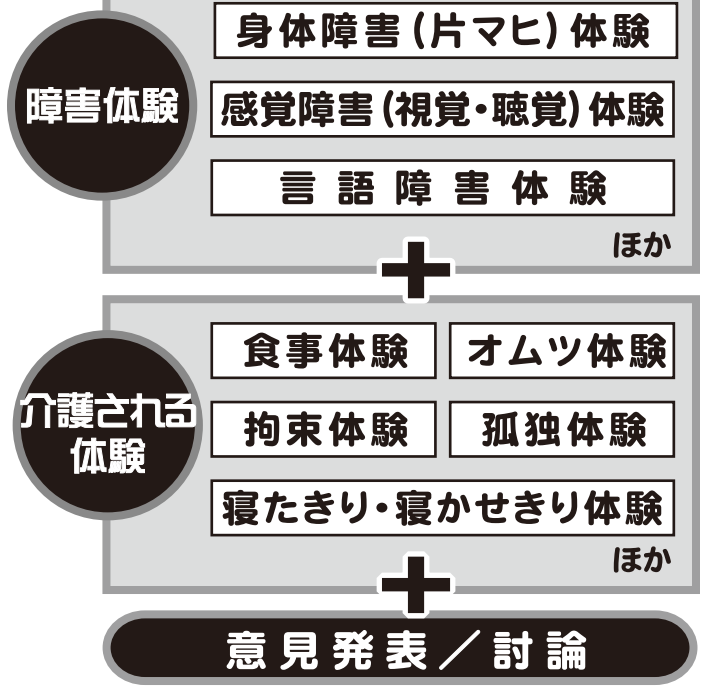 障害体験
身体障害(片マヒ)体験
感覚障害(視覚・聴覚)体験
言語障害体験
ほか
+
介護される
体験
食事体験
オムツ体験
拘束体験
孤独体験
寝たきり・寝かせきり体験
ほか
+
意見発表/討論